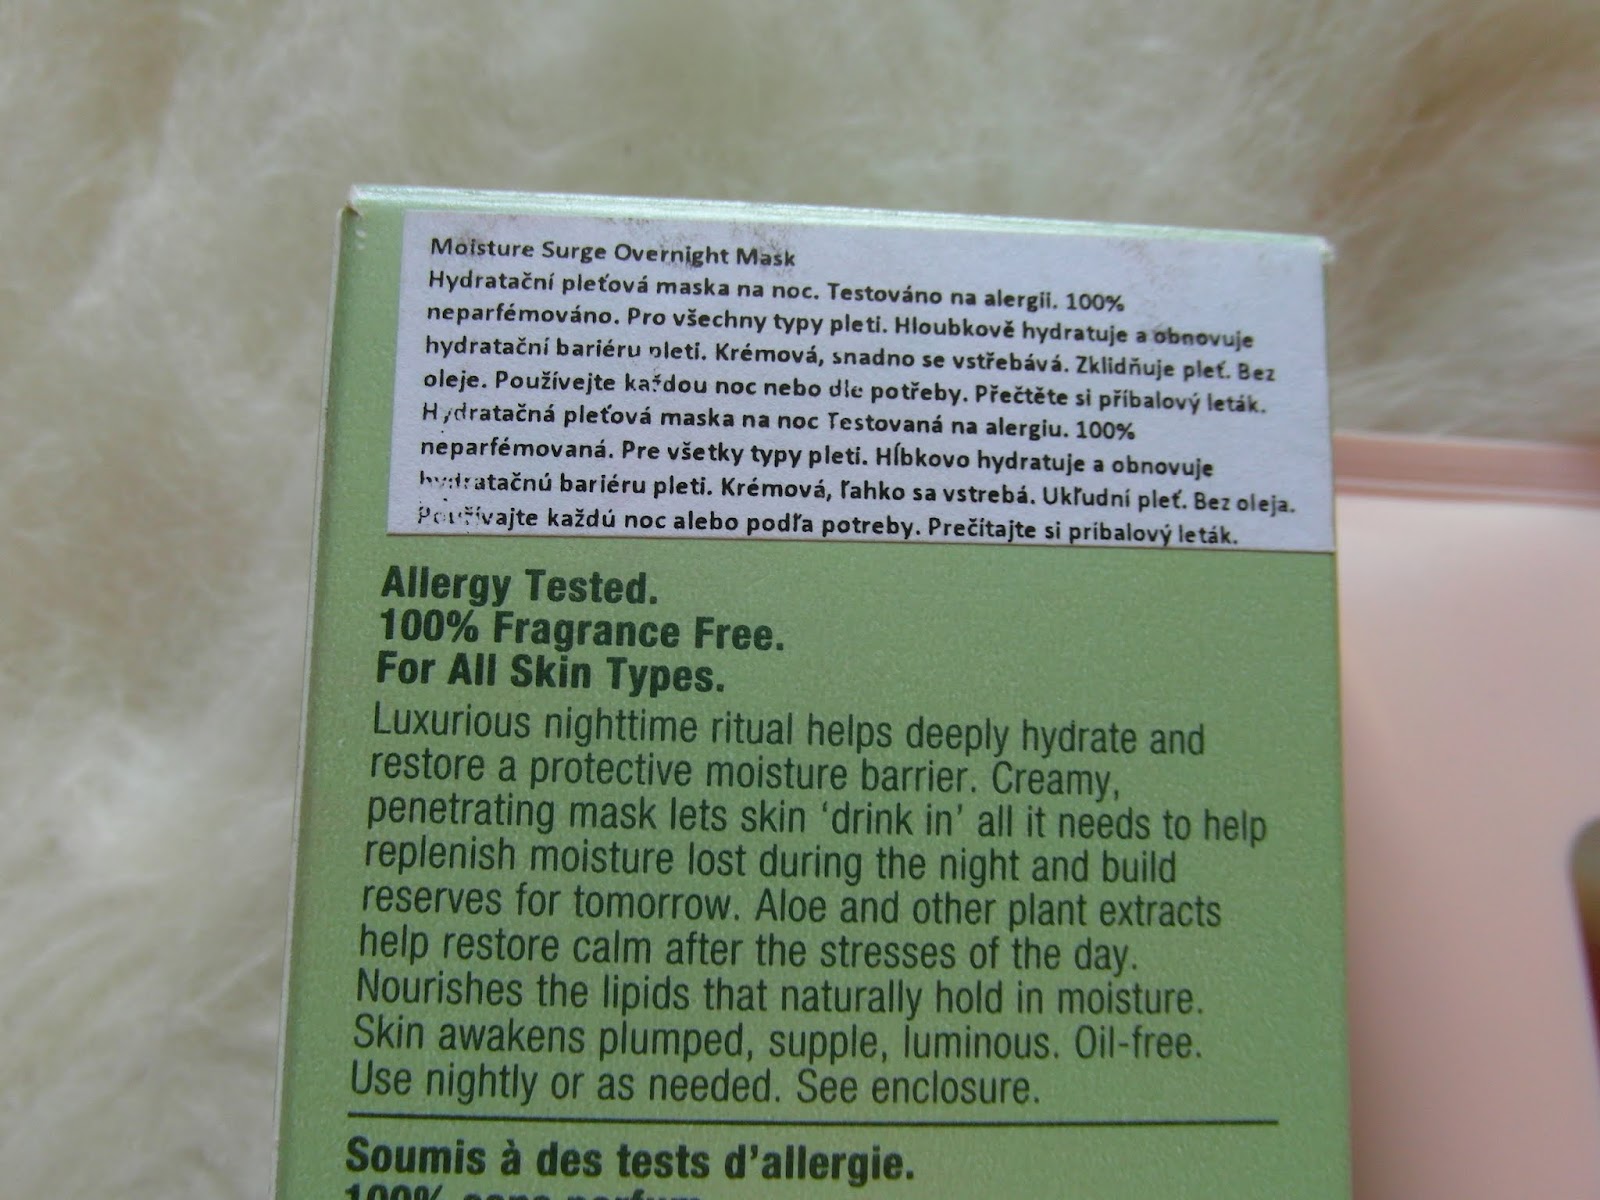 Moisture Surge Overnight Mask
Hydratační pleťová maska na noc. Testováno na alergii. 100%
neparfémováno. Pro všechny typy pleti. Hloubkově hydratuje a obnovuje
hydratační bariéru pleti. Krémová, snadno se vstřebává. Zklidňuje pleť. Bez
oleje. Používejte každou noc nebo dle potřeby. Přečtěte si příbalový leták.
Hydratačná pleťová maska na noc Testovaná na alergiu. 100%
neparfémovaná. Pre všetky typy pleti. Hĺbkovo hydratuje a obnovuje
hydratačnú bariéru pleti. Krémová, ľahko sa vstrebá. Ukľudní pleť. Bez oleja.
Používajte každú noc alebo podľa potreby. Prečítajte si príbalový leták.
Allergy Tested.
100% Fragrance Free.
For All Skin Types.
Luxurious nighttime ritual helps deeply hydrate and
restore a protective moisture barrier. Creamy,
penetrating mask lets skin ‘drink in’ all it needs to help
replenish moisture lost during the night and build
reserves for tomorrow. Aloe and other plant extracts
help restore calm after the stresses of the day.
Nourishes the lipids that naturally hold in moisture.
Skin awakens plumped, supple, luminous. Oil-free.
Use nightly or as needed. See enclosure.
Soumis à des tests d’allergie.
100% sans parfum